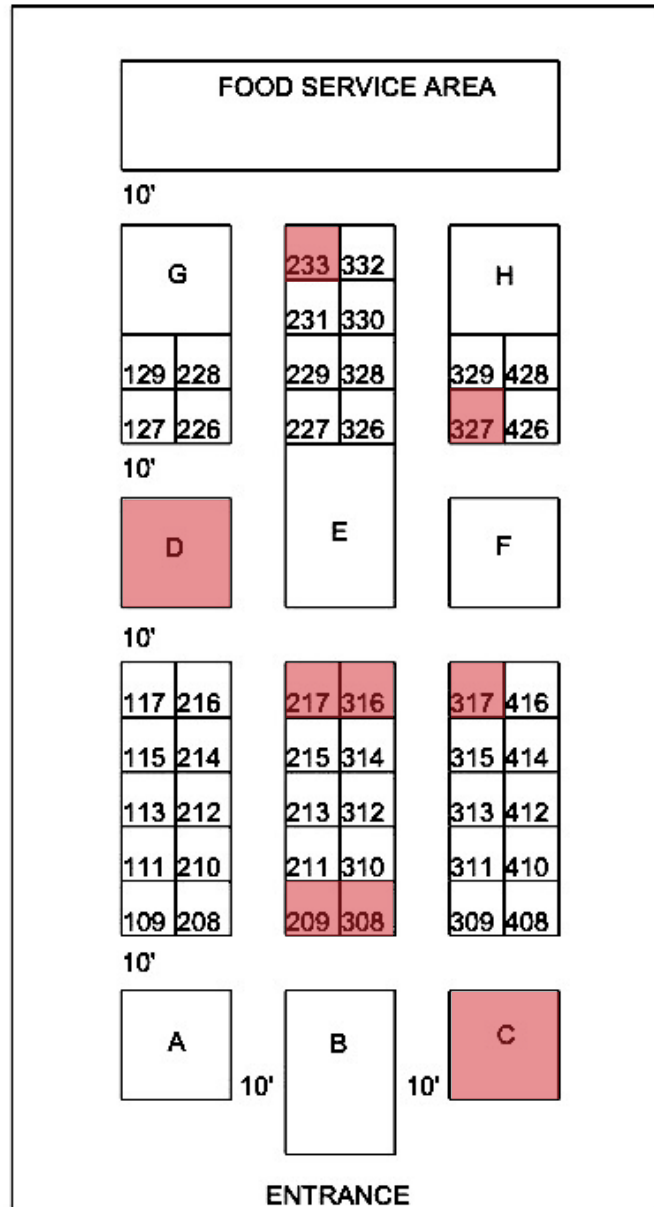 FOOD SERVICE AREA
10'
G 233 332 H
231 330
129 228 229 328 329 428
127 226 227 326 327 426
10'
D E F
10'
117 216 217 316 317 416
115 214 215 314 315 414
113 212 213 312 313 412
111 210 211 310 311 410
109 208 209 308 309 408
10'
A B C
10' 10'
ENTRANCE